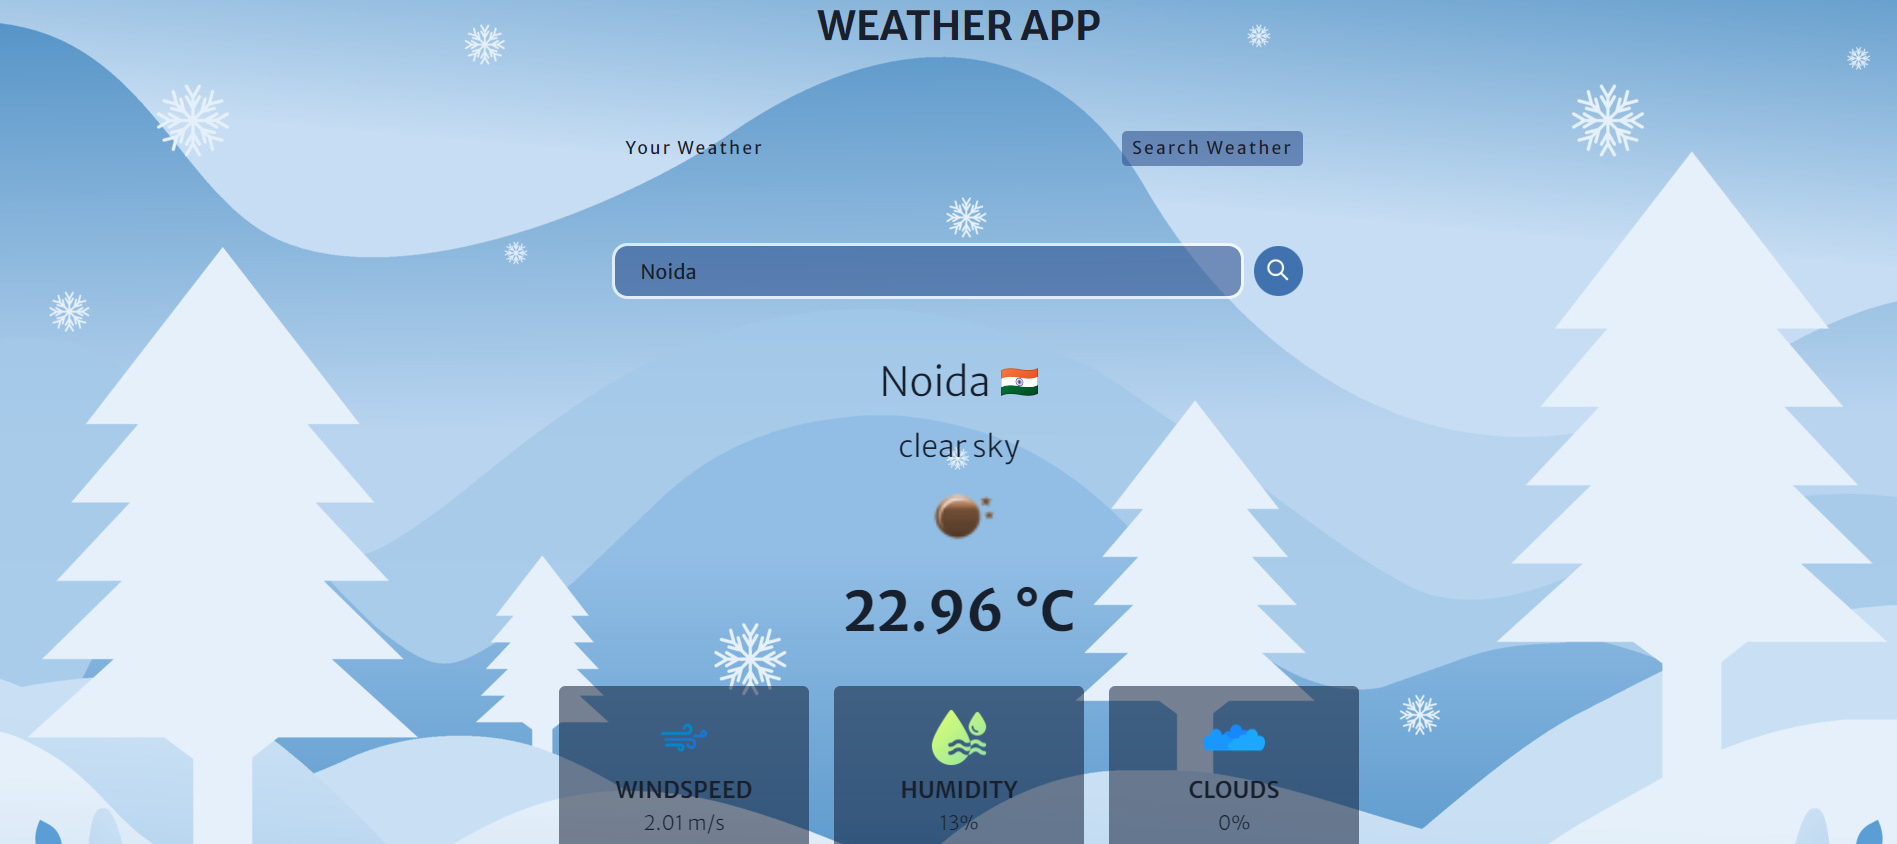 WEATHER APP
Your Weather
Search Weather
Noida
Noida
clear sky
22.96 °C
WINDSPEED
2.01 m/s
HUMIDITY
13%
CLOUDS
0%